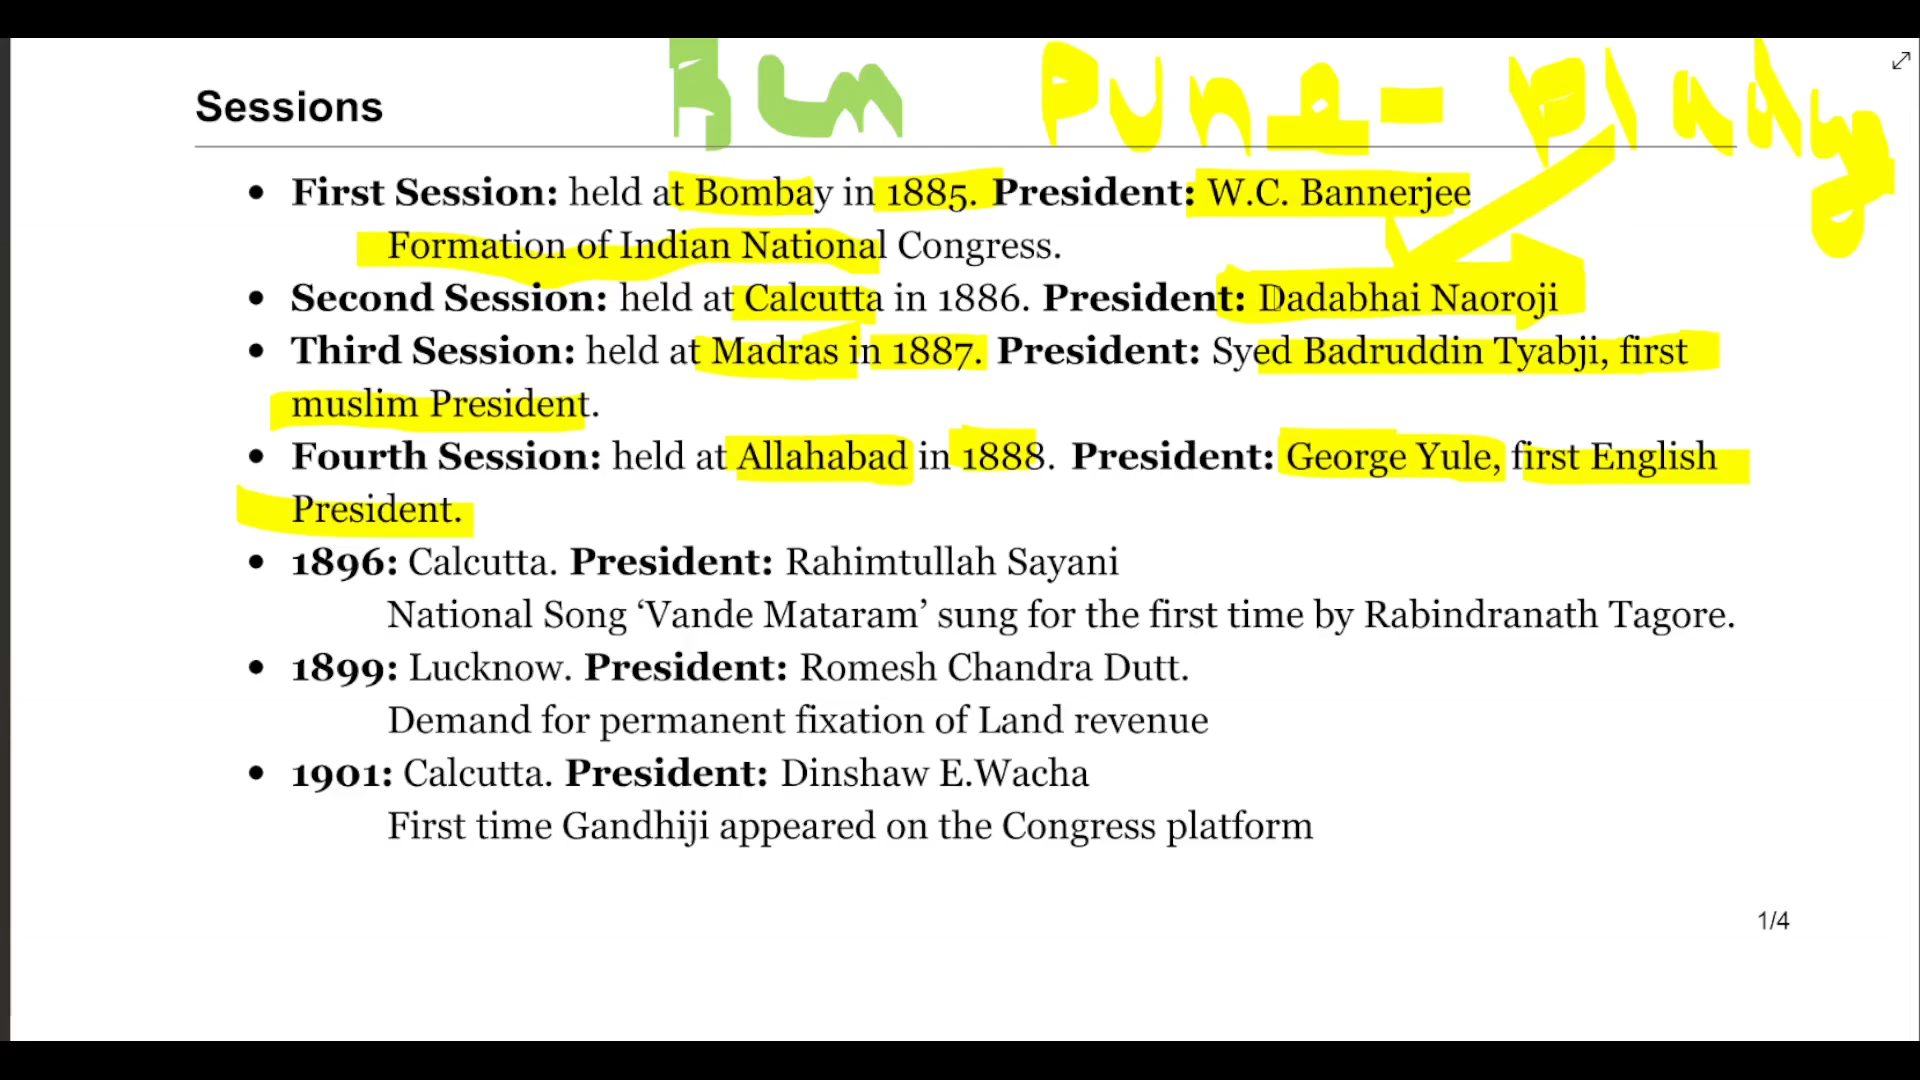 Pune - Plady
Sessions
• First Session: held at Bombay in 1885. President: W.C. Bannerjee
Formation of Indian National Congress.
• Second Session: held at Calcutta in 1886. President: Dadabhai Naoroji
• Third Session: held at Madras in 1887. President: Syed Badruddin Tyabji, first
muslim President.
• Fourth Session: held at Allahabad in 1888. President: George Yule, first English
President.
• 1896: Calcutta. President: Rahimtullah Sayani
National Song ‘Vande Mataram’ sung for the first time by Rabindranath Tagore.
• 1899: Lucknow. President: Romesh Chandra Dutt.
Demand for permanent fixation of Land revenue
• 1901: Calcutta. President: Dinshaw E.Wacha
First time Gandhiji appeared on the Congress platform
1/4